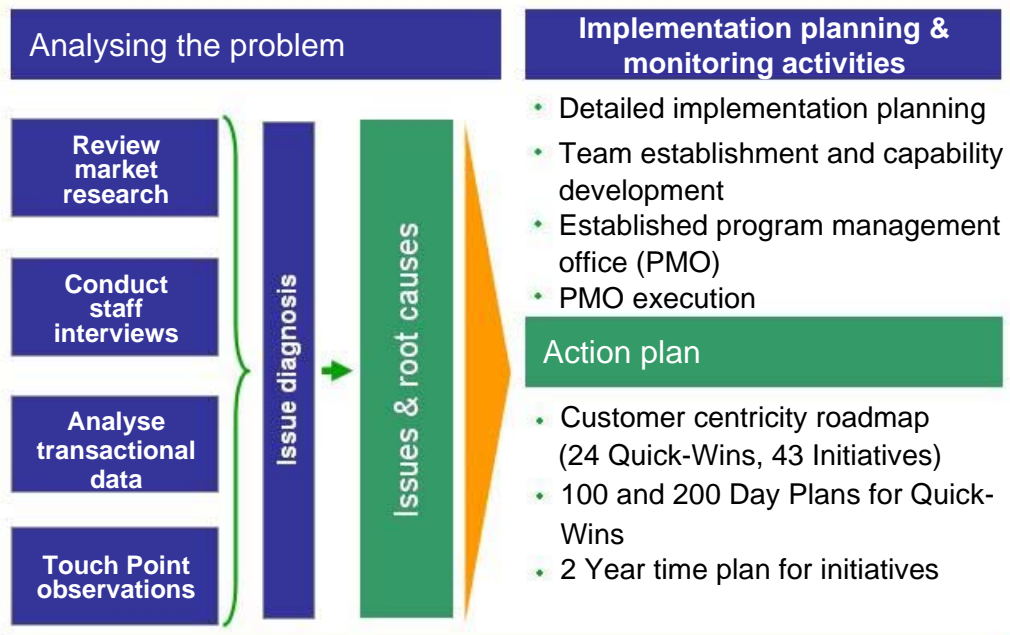 Analysing the problem
Review
market
research
Conduct
staff
interviews
Analyse
transactional
data
Touch Point
observations
Issue diagnosis
Issues & root causes
Implementation planning &
monitoring activities
Detailed implementation planning
Team establishment and capability
development
Established program management
office (PMO)
PMO execution
Action plan
Customer centricity roadmap
(24 Quick-Wins, 43 Initiatives)
100 and 200 Day Plans for Quick-
Wins
2 Year time plan for initiatives